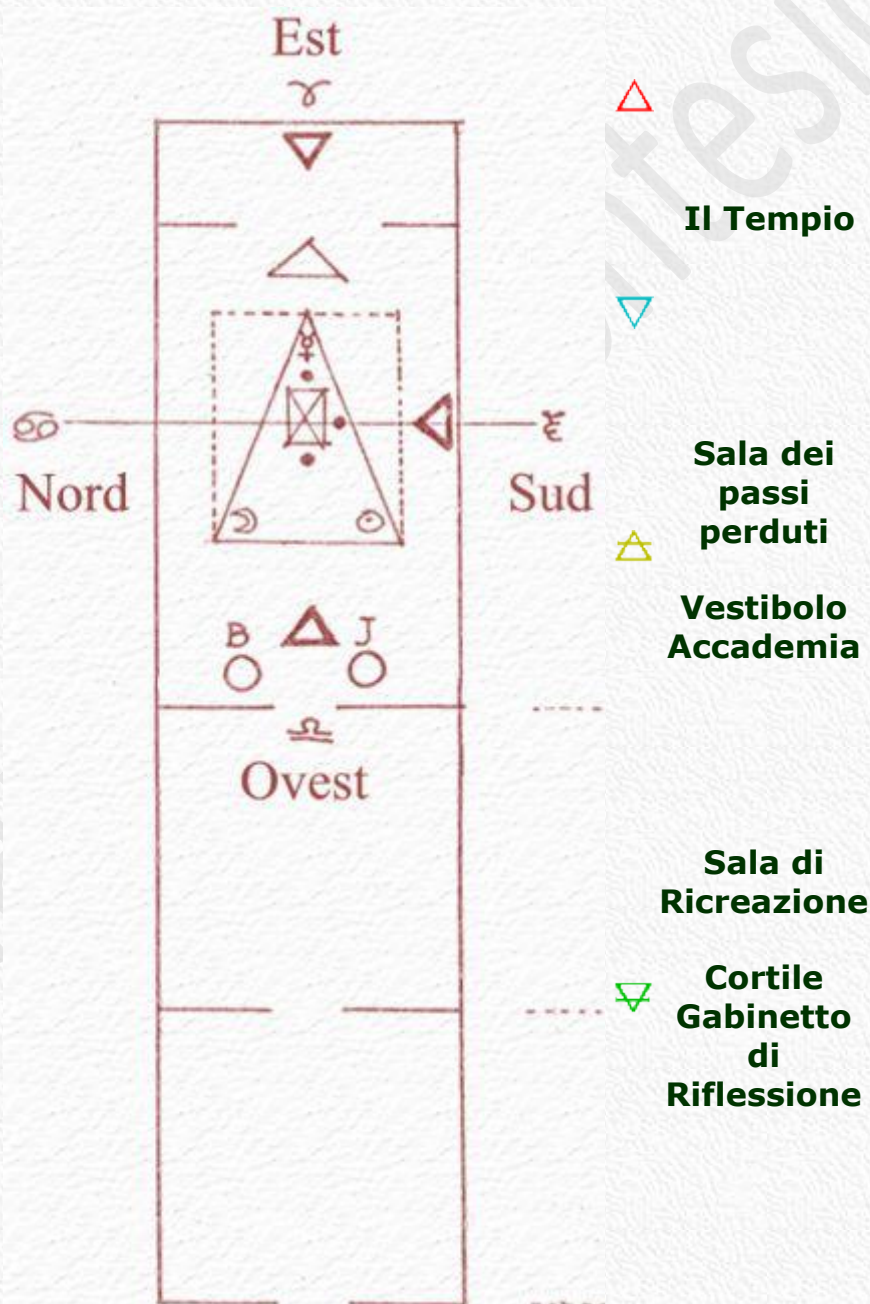 Est
Il Tempio
Nord
Sud
Sala dei
passi
perduti
B
J
Vestibolo
Accademia
Ovest
Sala di
Ricreazione
Cortile
Gabinetto
di
Riflessione